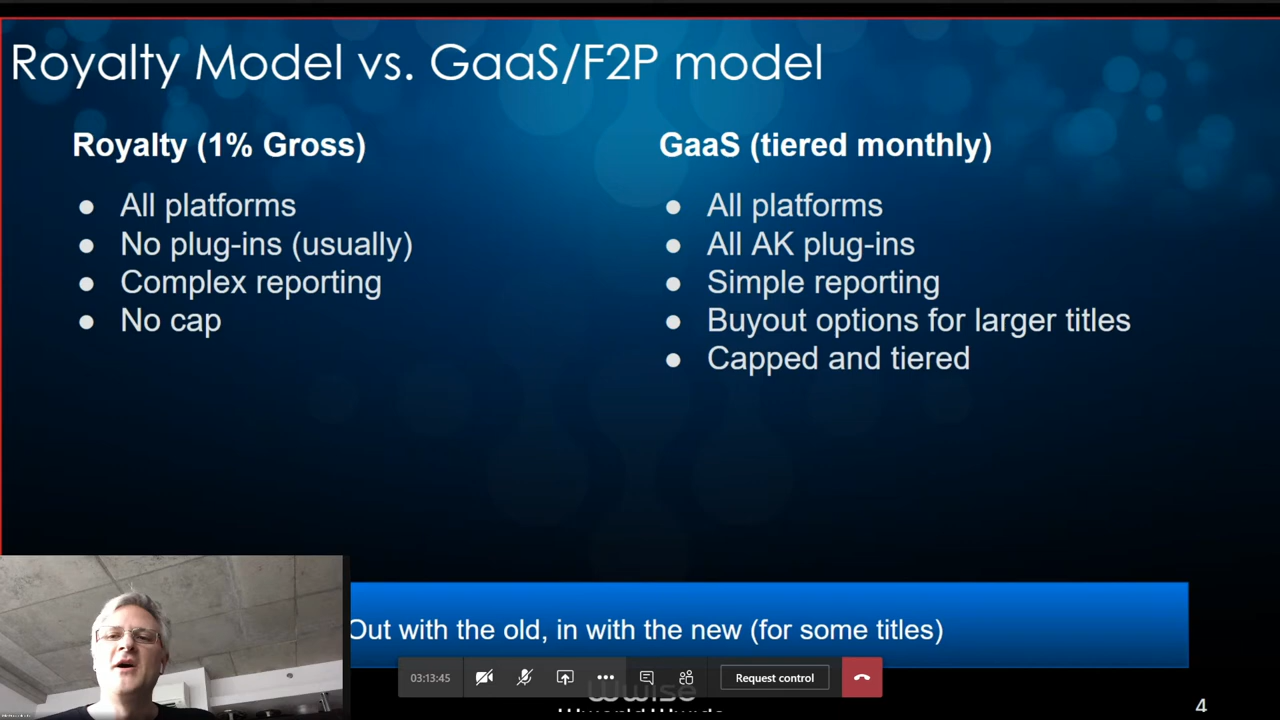 Royalty Model vs. GaaS/F2P model
Royalty (1% Gross)
● All platforms
● No plug-ins (usually)
● Complex reporting
● No cap
GaaS (tiered monthly)
● All platforms
● All AK plug-ins
● Simple reporting
● Buyout options for larger titles
● Capped and tiered
Out with the old, in with the new (for some titles)
03:13:45
Request control
Wwise
4